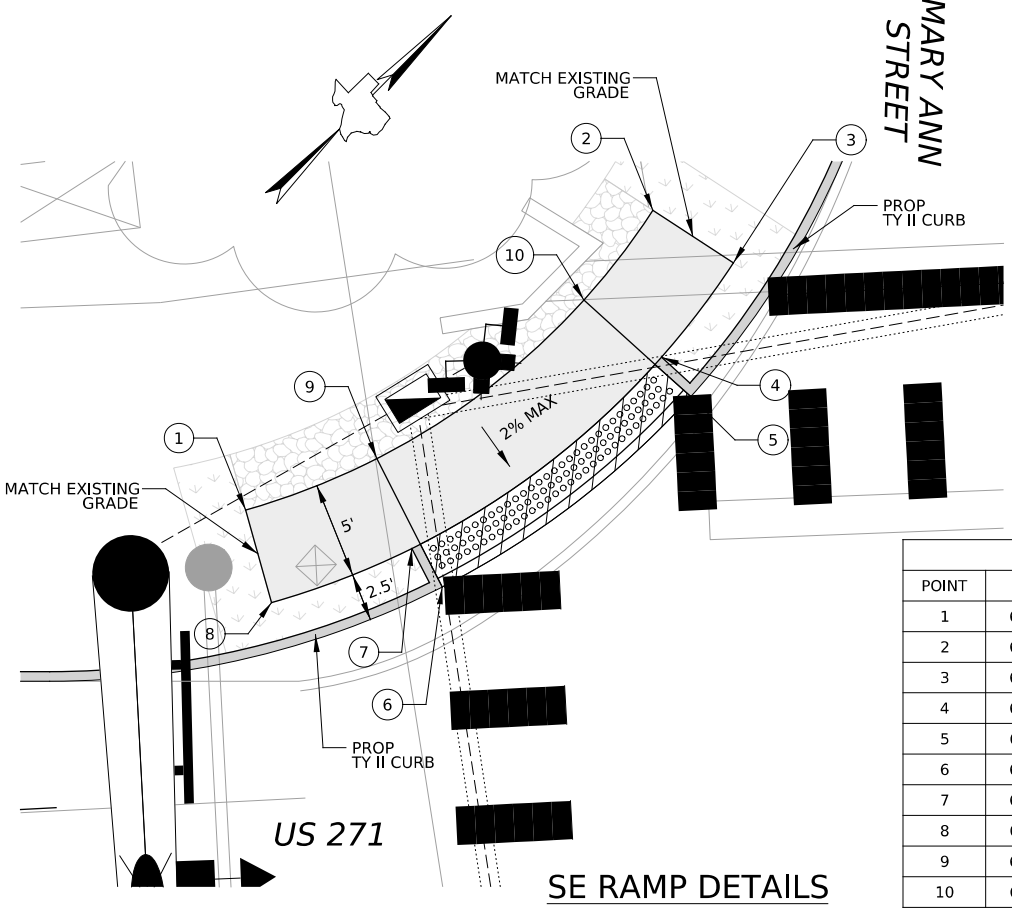 MARY ANN
STREET
MATCH EXISTING
GRADE
2
3
PROP
TY II CURB
10
9
4
2% MAX
1
5
MATCH EXISTING
GRADE
5'
2.5'
8
7
6
PROP
TY II CURB
US 271
SE RAMP DETAILS
POINT
1
2
3
4
5
6
7
8
9
10